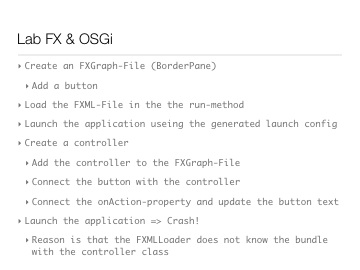 Lab FX & OSGi
‣ Create an FXGraph-File (BorderPane)
‣ Add a button
‣ Load the FXML-File in the the run-method
‣ Launch the application useing the generated launch config
‣ Create a controller
‣ Add the controller to the FXGraph-File
‣ Connect the button with the controller
‣ Connect the onAction-property and update the button text
‣ Launch the application => Crash!
‣ Reason is that the FXMLLoader does not know the bundle
with the controller class